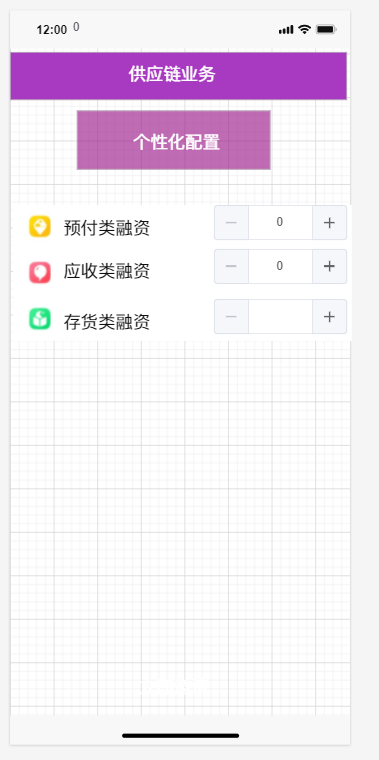 12:00 0
供应链业务
个性化配置
预付类融资 － 0 ＋
应收类融资 － 0 ＋
存货类融资 － ＋